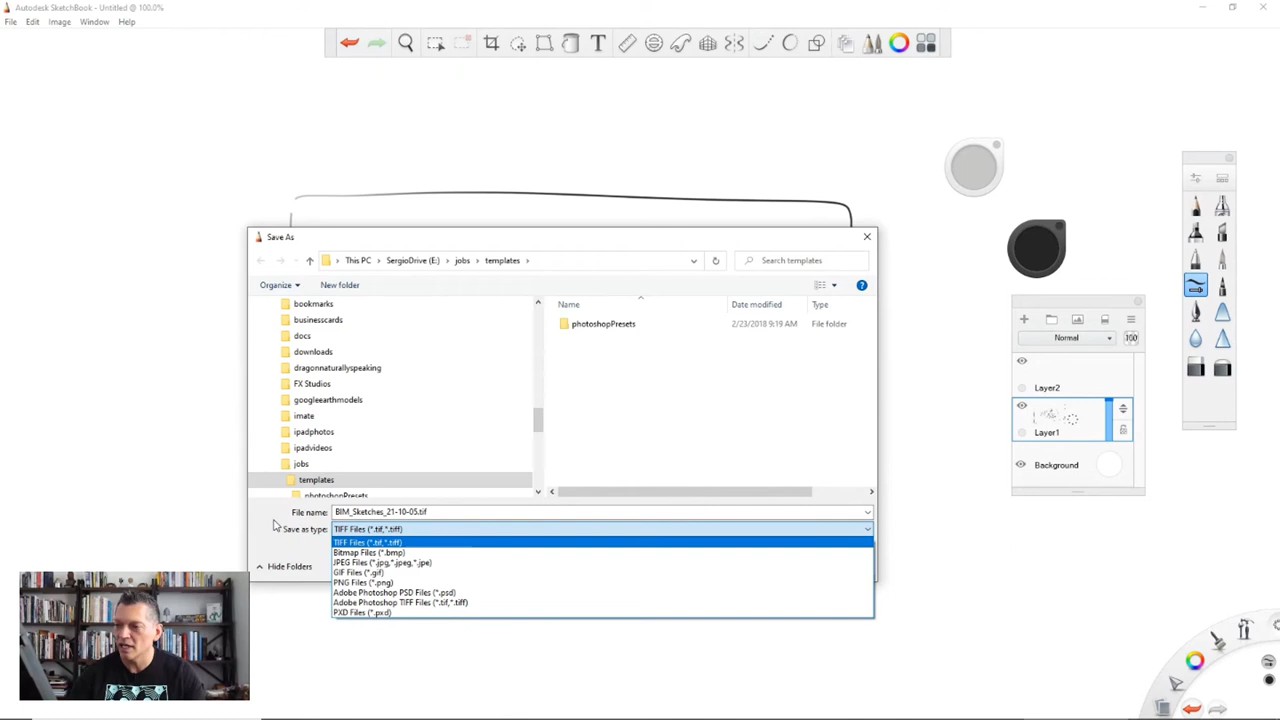 Autodesk SketchBook - Untitled @ 100.0%
File Edit Image Window Help
T
Save As
This PC > SergioDrive (E:) > jobs > templates >
Search templates
Organize New folder
?
bookmarks
businesscards
docs
downloads
dragonnaturallyspeaking
FX Studios
googleearthmodels
imate
ipadphotos
ipadvideos
jobs
templates
photoshopPresets
Name Date modified Type
photoshopPresets 2/23/2018 9:19 AM File folder
File name: BIM_Sketches_21-10-05.tif
Save as type: TIFF Files (*.tif,*.tiff)
TIFF Files (*.tif,*.tiff)
Bitmap Files (*.bmp)
JPEG Files (*.jpg,*.jpeg,*.jpe)
GIF Files (*.gif)
PNG Files (*.png)
Adobe Photoshop PSD Files (*.psd)
Adobe Photoshop TIFF Files (*.tif,*.tiff)
PXD Files (*.pxd)
Hide Folders
Normal 100
Layer2
Layer1
Background